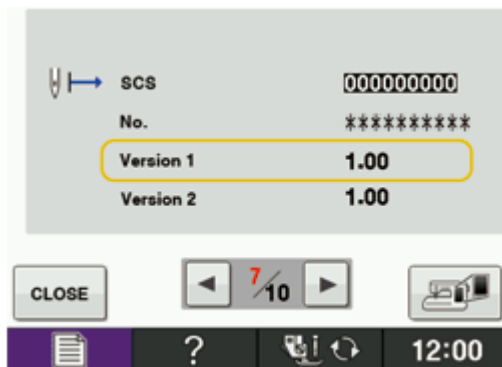 SCS 000000000
No. **********
Version 1 1.00
Version 2 1.00
CLOSE 7/10
? i 12:00